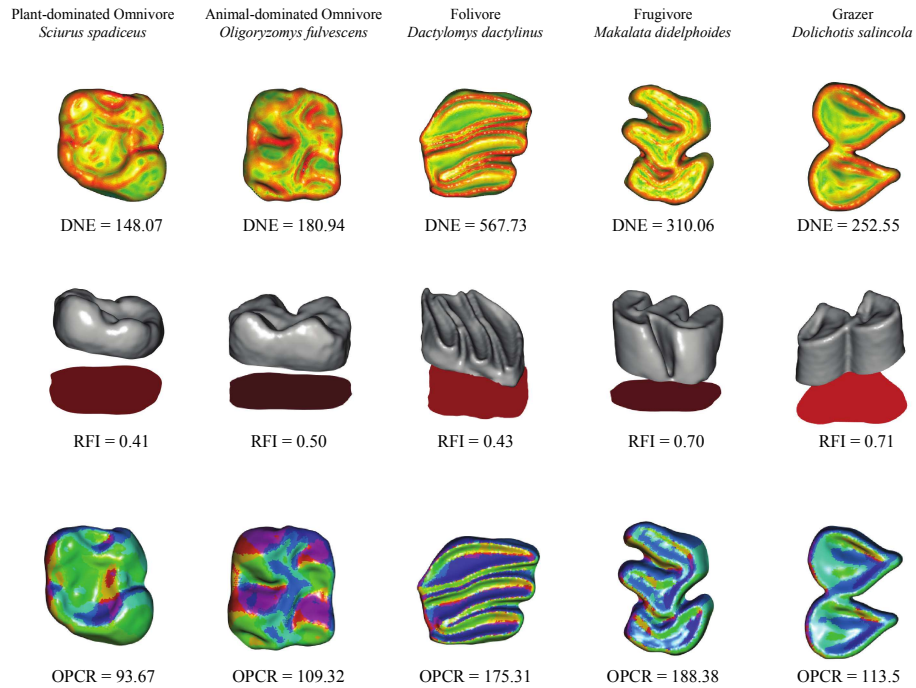 Plant-dominated Omnivore
Sciurus spadiceus
Animal-dominated Omnivore
Oligoryzomys fulvescens
Folivore
Dactylomys dactylinus
Frugivore
Makalata didelphoides
Grazer
Dolichotis salincola
DNE = 148.07
DNE = 180.94
DNE = 567.73
DNE = 310.06
DNE = 252.55
RFI = 0.41
RFI = 0.50
RFI = 0.43
RFI = 0.70
RFI = 0.71
OPCR = 93.67
OPCR = 109.32
OPCR = 175.31
OPCR = 188.38
OPCR = 113.5